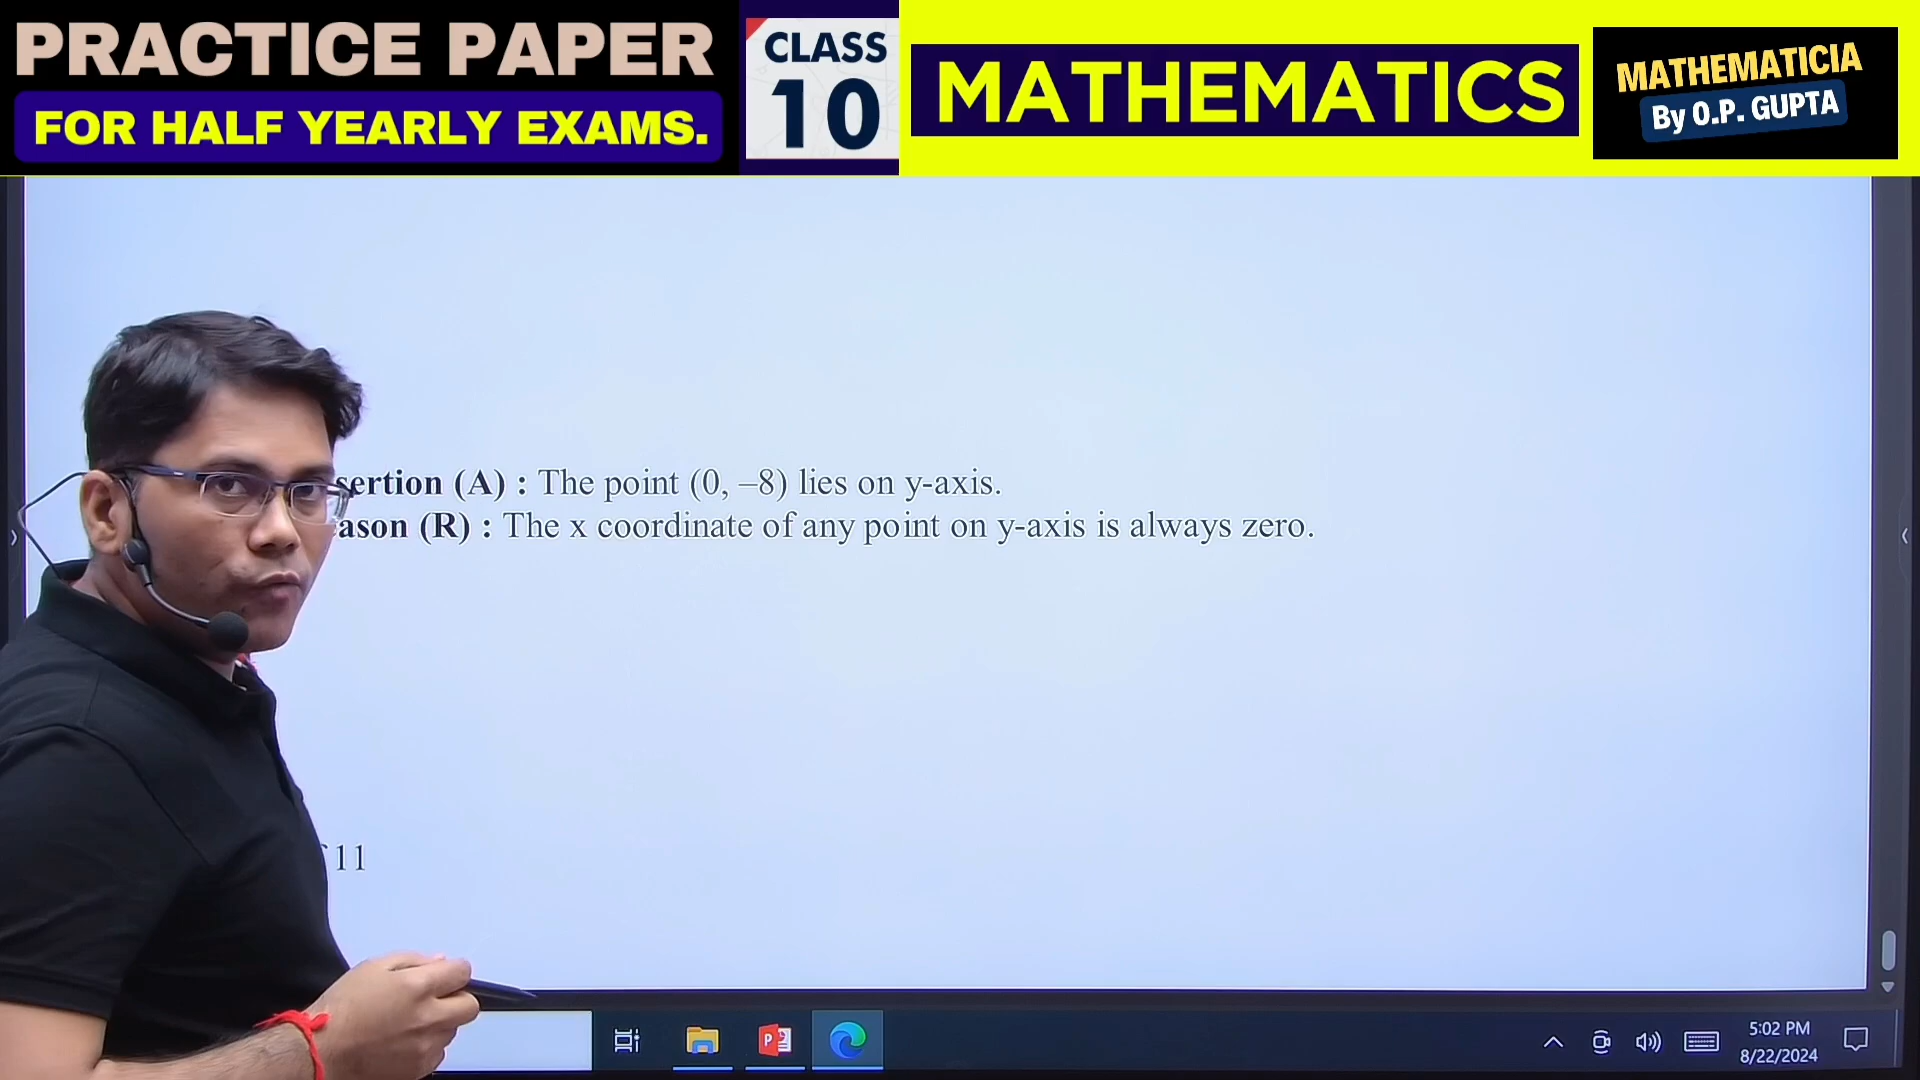 PRACTICE PAPER
FOR HALF YEARLY EXAMS.
CLASS
10
MATHEMATICS
MATHEMATICIA
By O.P. GUPTA
sertion (A) : The point (0, –8) lies on y-axis.
ason (R) : The x coordinate of any point on y-axis is always zero.
11
5:02 PM
8/22/2024